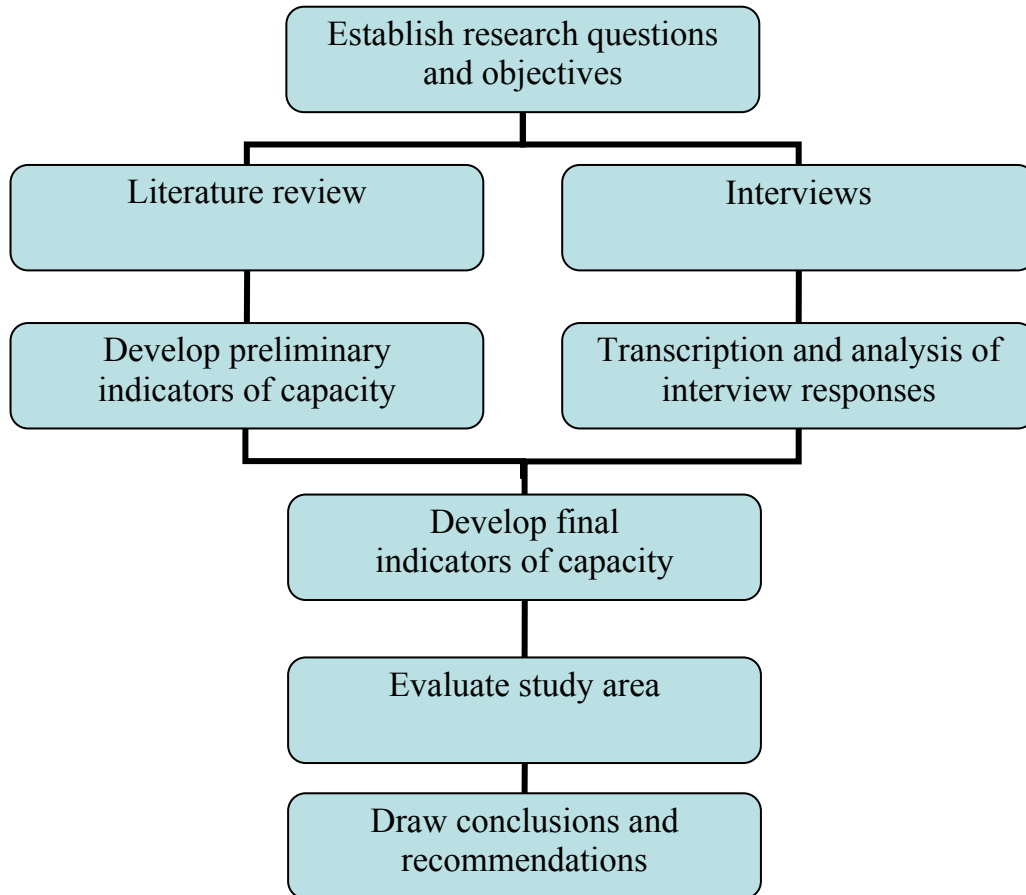 Establish research questions
and objectives
Literature review
Interviews
Develop preliminary
indicators of capacity
Transcription and analysis of
interview responses
Develop final
indicators of capacity
Evaluate study area
Draw conclusions and
recommendations